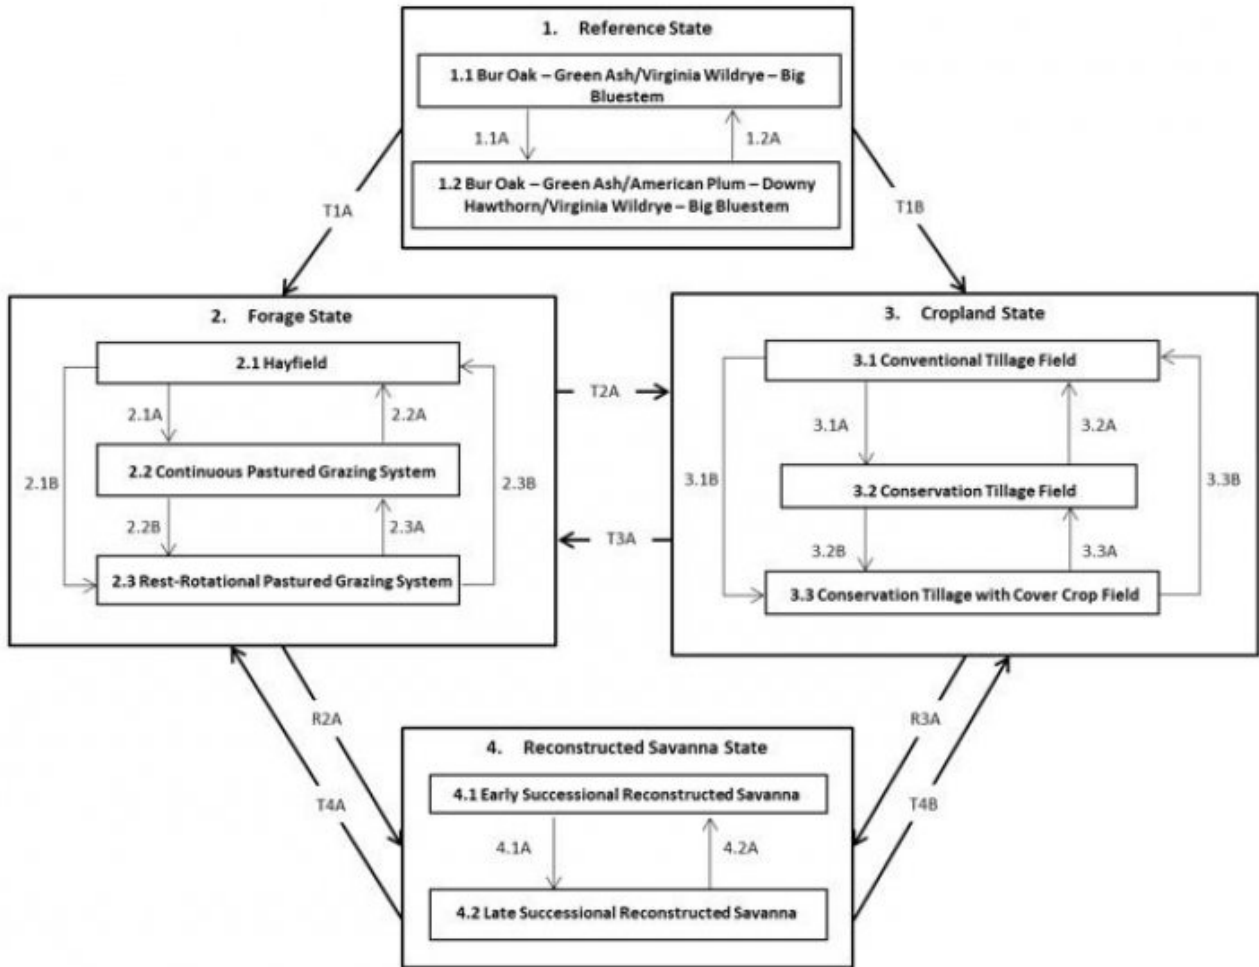 1. Reference State
1.1 Bur Oak – Green Ash/Virginia Wildrye – Big
Bluestem
1.1A
1.2A
1.2 Bur Oak – Green Ash/American Plum – Downy
Hawthorn/Virginia Wildrye – Big Bluestem
T1A
T1B
2. Forage State
2.1 Hayfield
2.1A
2.2A
2.2 Continuous Pastured Grazing System
2.1B
2.3B
2.2B
2.3A
2.3 Rest-Rotational Pastured Grazing System
T2A
T3A
3. Cropland State
3.1 Conventional Tillage Field
3.1A
3.2A
3.1B
3.3B
3.2 Conservation Tillage Field
3.2B
3.3A
3.3 Conservation Tillage with Cover Crop Field
R2A
R3A
T4A
T4B
4. Reconstructed Savanna State
4.1 Early Successional Reconstructed Savanna
4.1A
4.2A
4.2 Late Successional Reconstructed Savanna